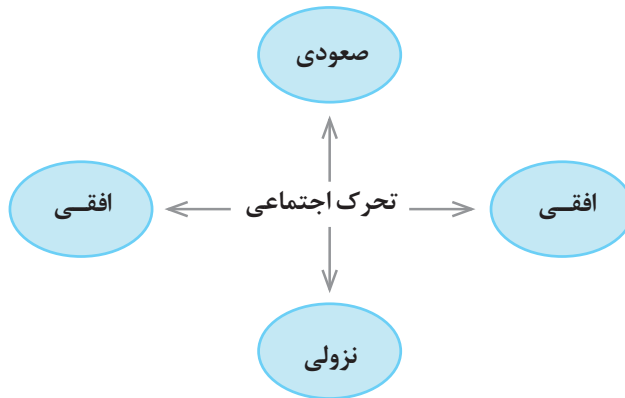 صعودی
افقــی
تحرک اجتماعی
افقــی
نزولی